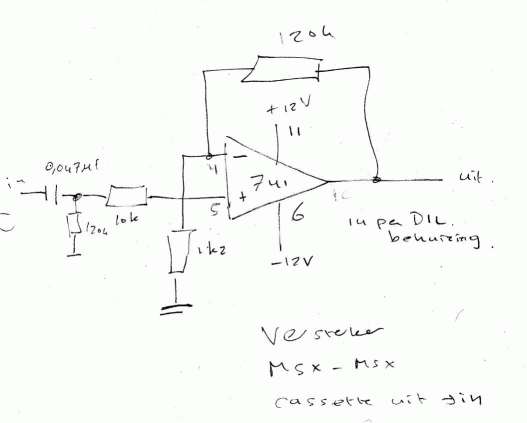 120k
+12V
11
0,047µf
in
4
-
741
uit.
120k
10k
+
5
6
10
1k2
-12V
14 pen DIL.
behuizing.
Versterker
MSX - MSX
cassette uit → in